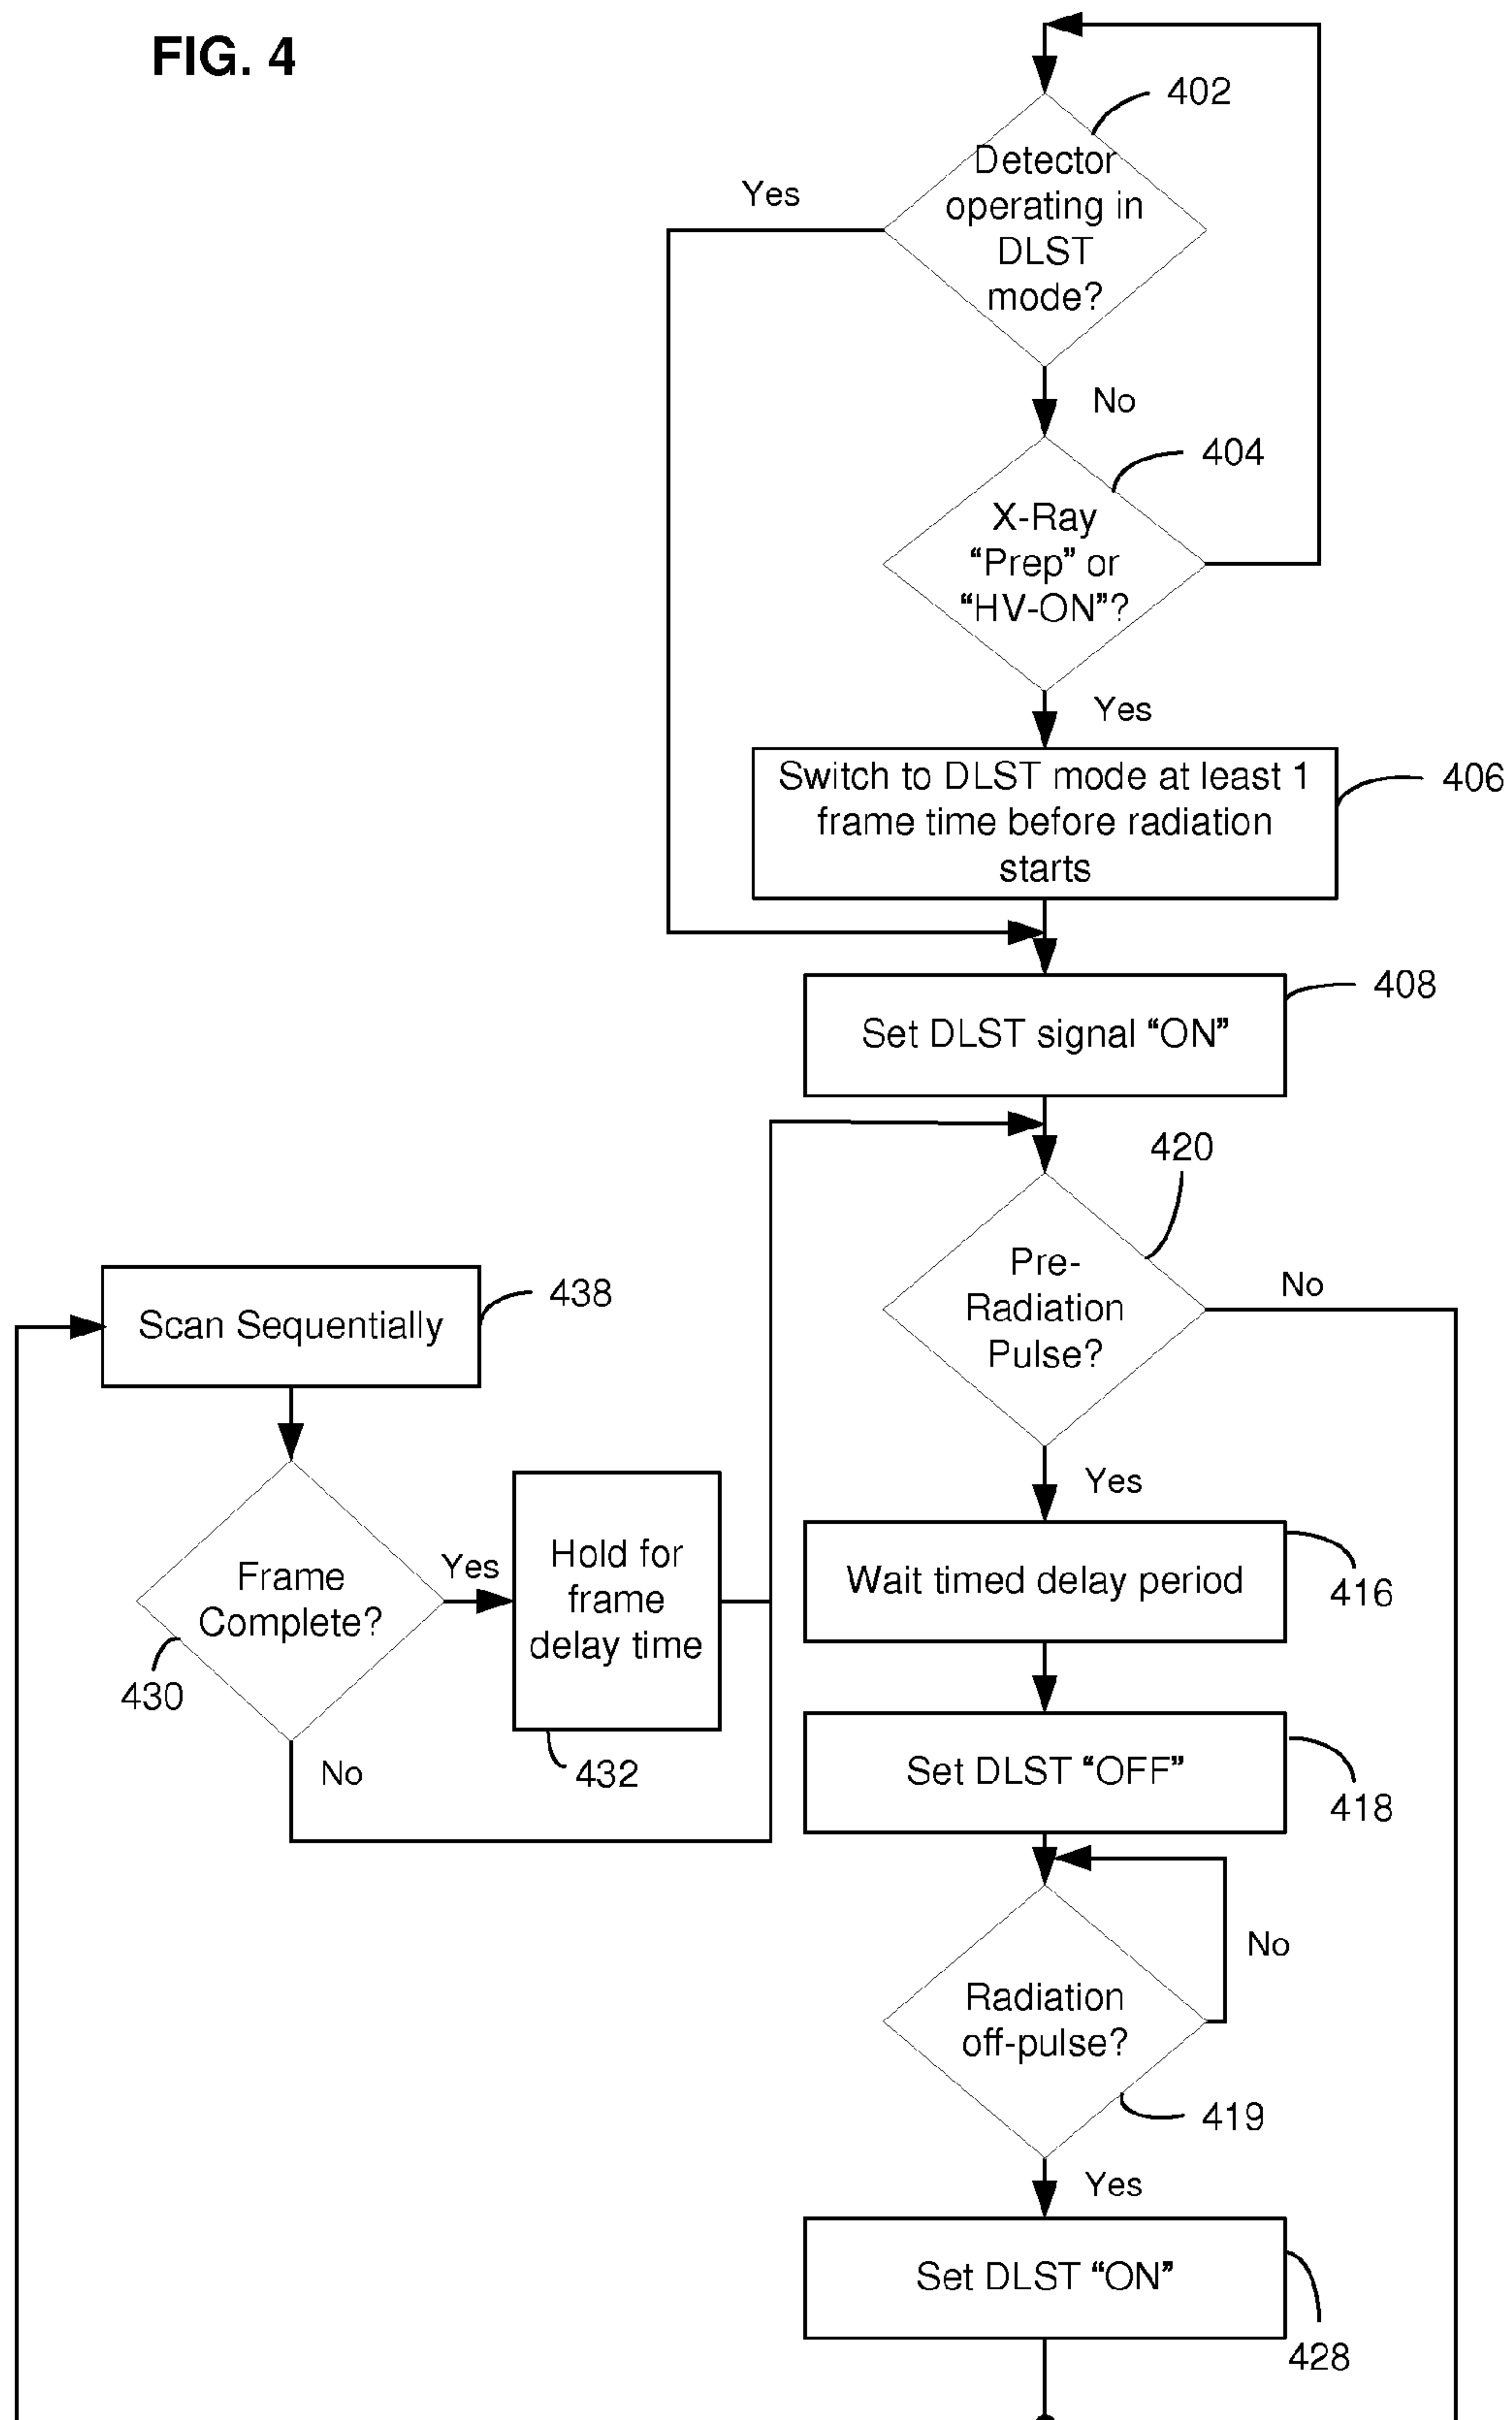 FIG. 4
402
Detector
operating in
DLST
mode?
Yes
No
404
X-Ray
“Prep” or
“HV-ON”?
Yes
Switch to DLST mode at least 1
frame time before radiation
starts
406
Set DLST signal “ON”
408
420
Pre-
Radiation
Pulse?
No
Yes
Scan Sequentially
438
Frame
Complete?
430
Yes
No
Hold for
frame
delay time
432
Wait timed delay period
416
Set DLST “OFF”
418
Radiation
off-pulse?
No
419
Yes
Set DLST “ON”
428